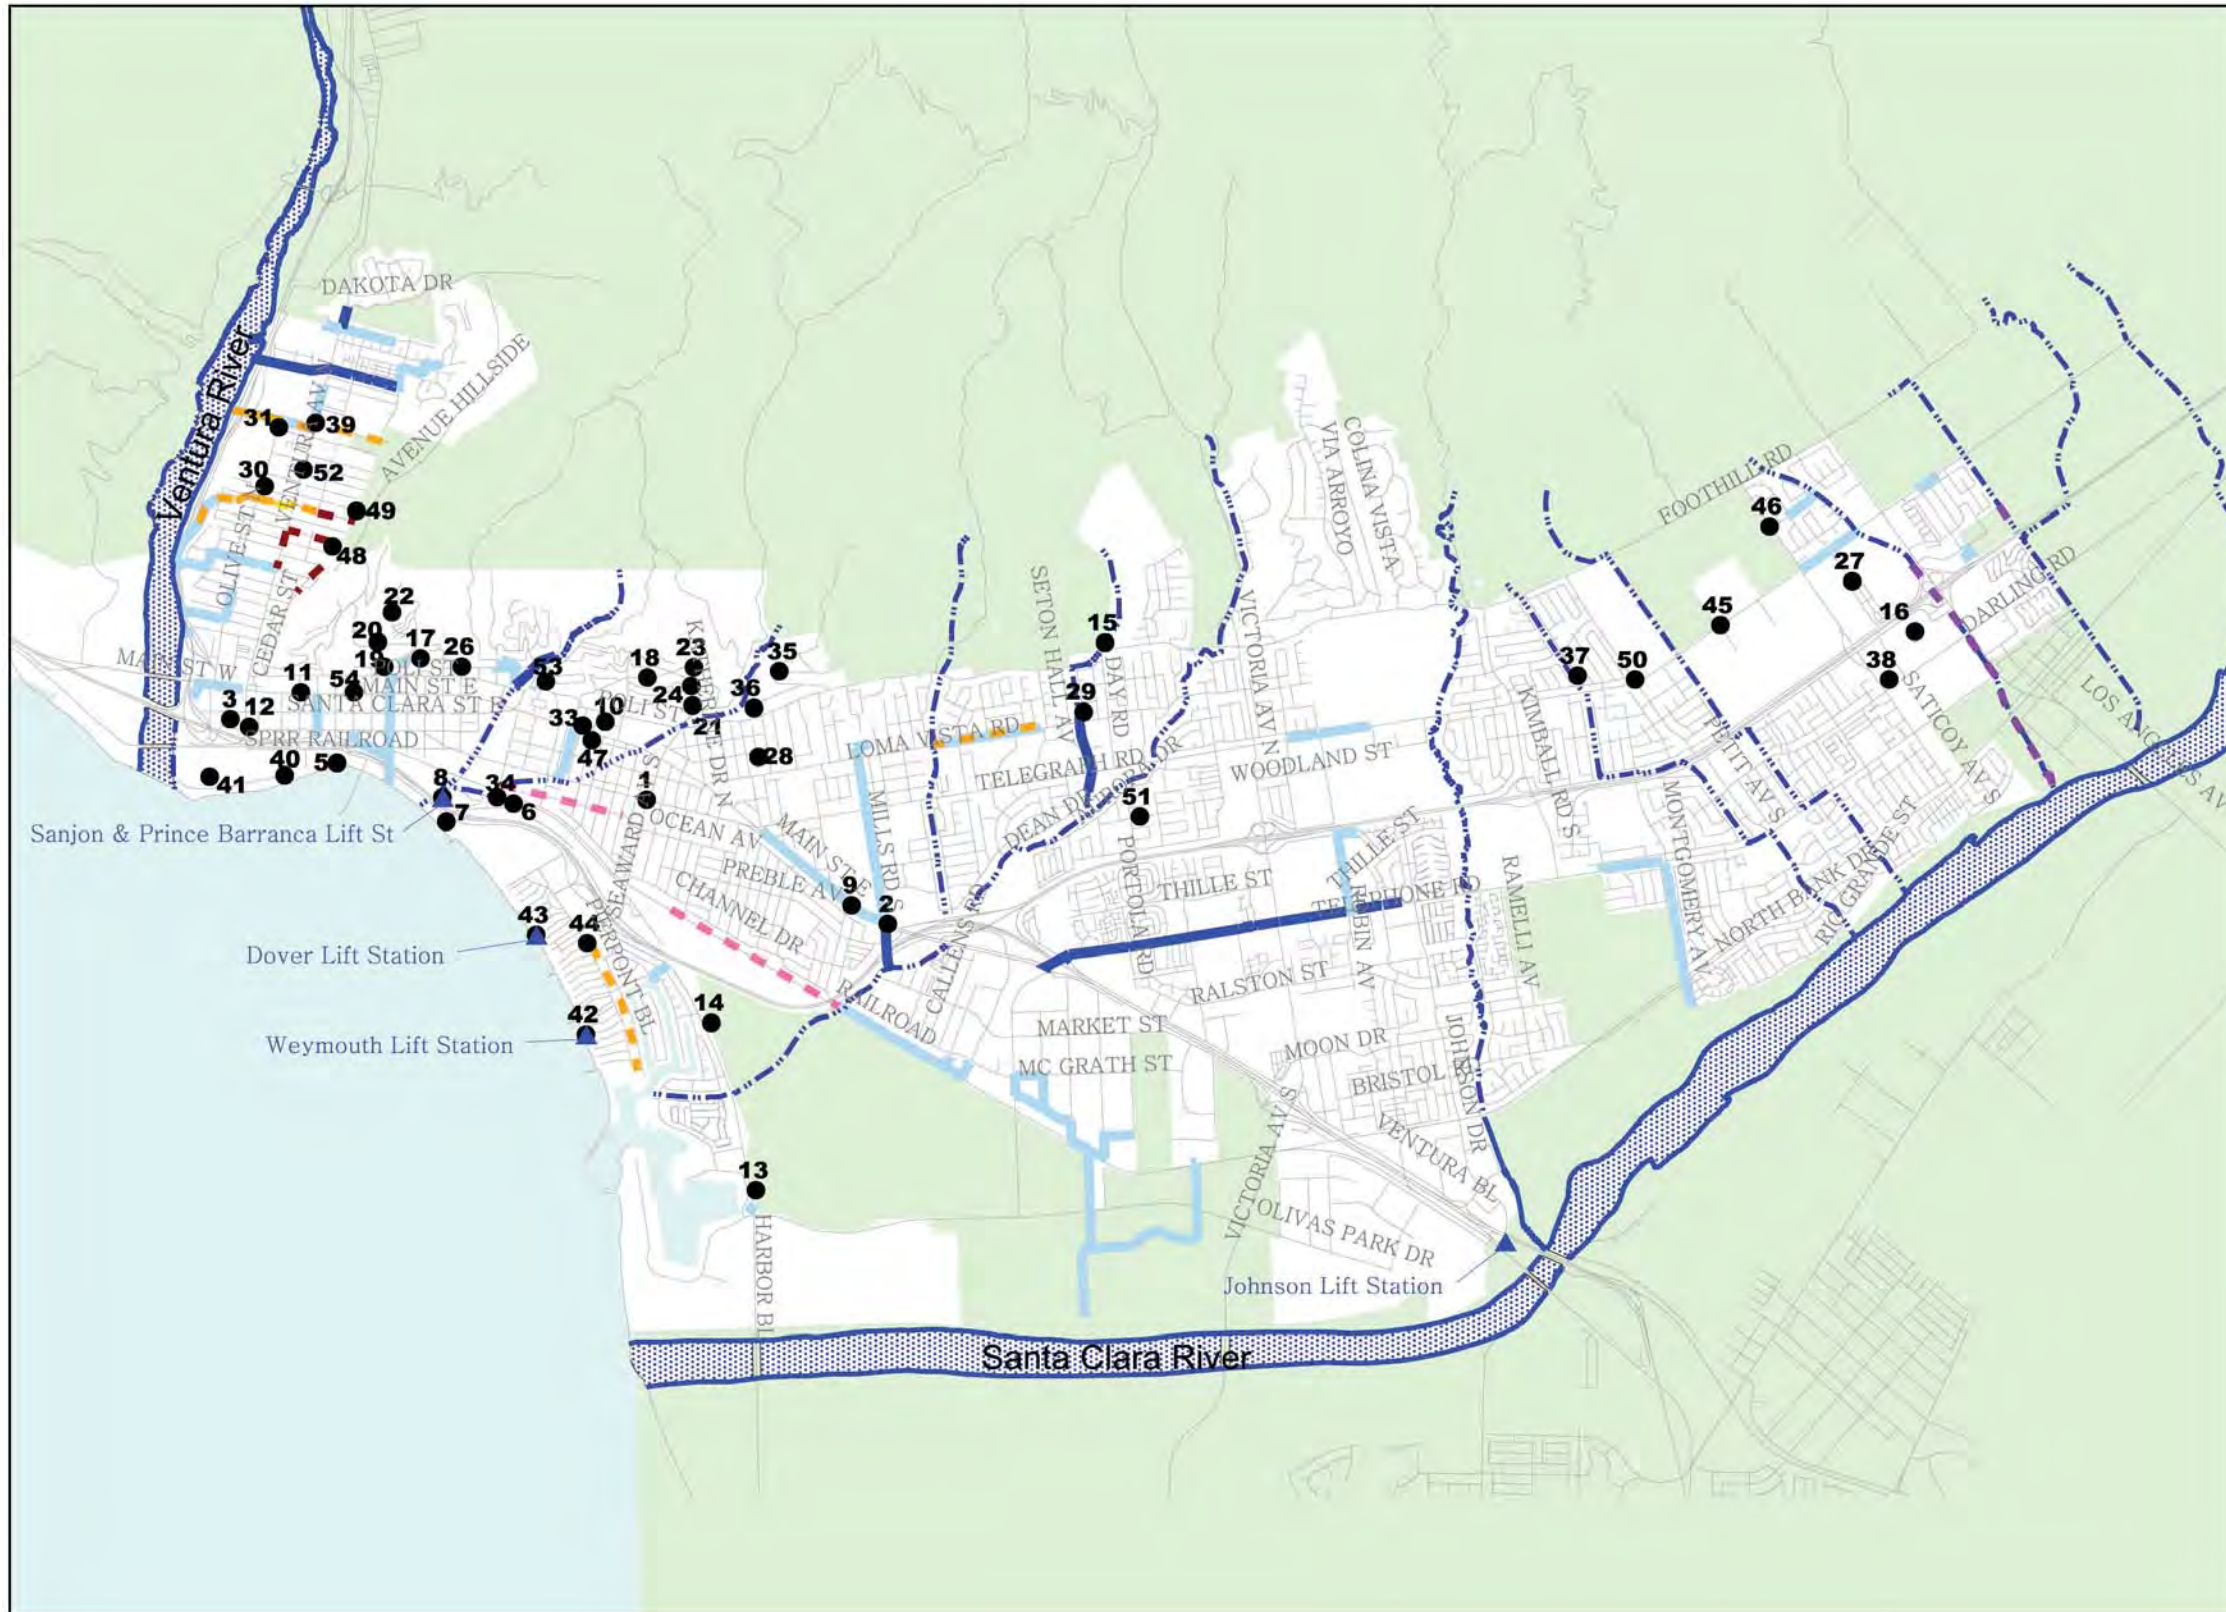 DAKOTA DR
AVENUE HILLSIDE
Ventura River
VENTURA AV N
31
39
30
52
49
48
OLIVE ST N
CEDAR ST
22
20
17
26
19
POLI ST
MAIN ST W
MAIN ST E
11
54
SANTA CLARA ST E
3
12
SPRR RAILROAD
41
40
5
53
18
23
24
21
35
36
33
10
POLI ST
47
28
8
7
34
6
1
Sanjon & Prince Barranca Lift St
SEAWARD AV S
OCEAN AV
PREBLE AV
CHANNEL DR
MAIN ST E
MILLS RD S
9
2
43
44
Dover Lift Station
PIERPONT BL
42
Weymouth Lift Station
14
13
HARBOR BL
RAILROAD
CALLENS RD
LOMA VISTA RD
TELEGRAPH RD
SETON HALL AV
DAY RD
15
29
51
VICTORIA AV N
VIA ARROYO
COLINA VISTA
WOODLAND ST
PORTOLA RD
THILLE ST
THILLE ST
TELEPHONE RD
ROBIN AV
RALSTON ST
MARKET ST
MC GRATH ST
MOON DR
JOHNSON DR
RAMELLI AV
VENTURA BL
VICTORIA AV S
OLIVAS PARK DR
Johnson Lift Station
Santa Clara River
FOOTHILL RD
46
27
45
16
DARLING RD
37
50
38
KIMBALL RD S
SATICOY AV S
LOS ANGELES AV
PETIT AV S
MONTGOMERY AV
NORTH BANK DR
RIO GRANDE ST